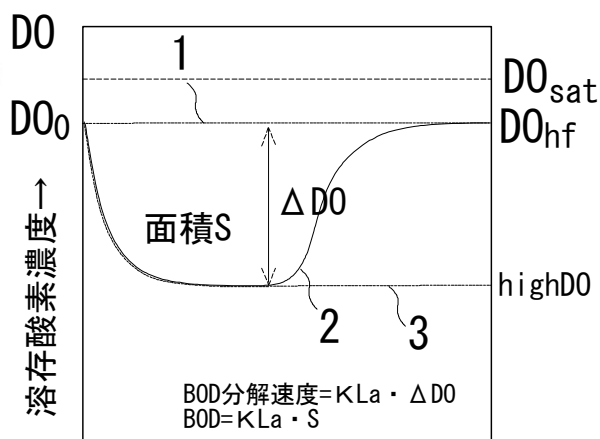 DO
1
DOsat
DO0
DOhf
ΔDO
面積S
溶存酸素濃度→
highDO
2
3
BOD分解速度=KLa・ΔDO
BOD=KLa・S